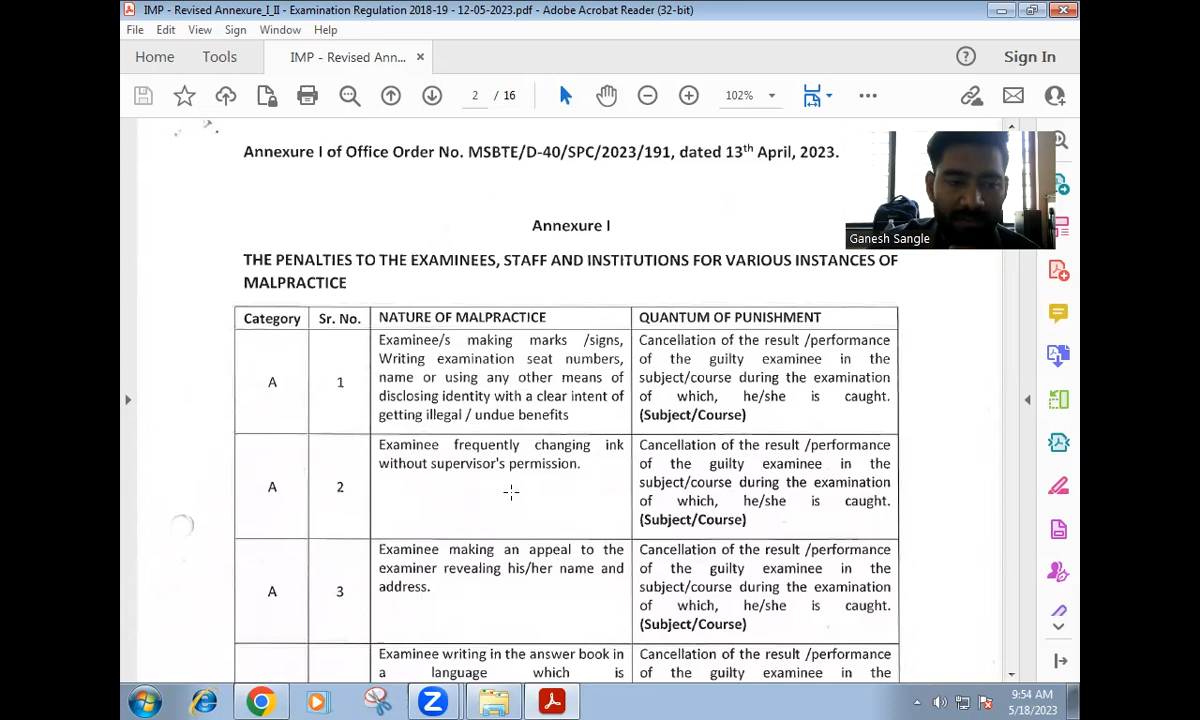 IMP - Revised Annexure_I_II - Examination Regulation 2018-19 - 12-05-2023.pdf - Adobe Acrobat Reader (32-bit)
File Edit View Sign Window Help
Home Tools IMP - Revised Ann... × Sign In
2 / 16 102%
Annexure I of Office Order No. MSBTE/D-40/SPC/2023/191, dated 13th April, 2023.
Ganesh Sangle
Annexure I
THE PENALTIES TO THE EXAMINEES, STAFF AND INSTITUTIONS FOR VARIOUS INSTANCES OF
MALPRACTICE
Category Sr. No. NATURE OF MALPRACTICE QUANTUM OF PUNISHMENT
A 1
Examinee/s making marks /signs,
Writing examination seat numbers,
name or using any other means of
disclosing identity with a clear intent of
getting illegal / undue benefits
Cancellation of the result /performance
of the guilty examinee in the
subject/course during the examination
of which, he/she is caught.
(Subject/Course)
A 2
Examinee frequently changing ink
without supervisor's permission.
Cancellation of the result /performance
of the guilty examinee in the
subject/course during the examination
of which, he/she is caught.
(Subject/Course)
A 3
Examinee making an appeal to the
examiner revealing his/her name and
address.
Cancellation of the result /performance
of the guilty examinee in the
subject/course during the examination
of which, he/she is caught.
(Subject/Course)
Examinee writing in the answer book in
a language which is
Cancellation of the result /performance
of the guilty examinee in the
9:54 AM
5/18/2023